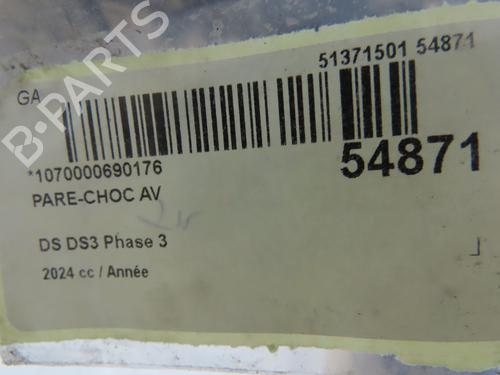 GA
51371501 54871
*1070000690176
54871
PARE-CHOC AV
DS DS3 Phase 3
2024 cc / Année
B-PARTS